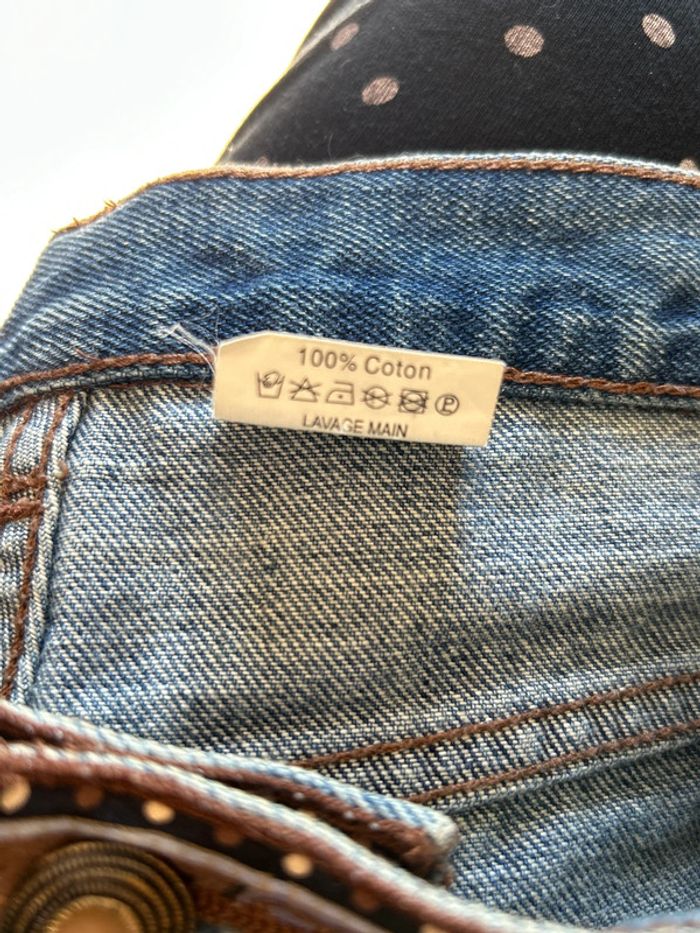 100% Coton
P
LAVAGE MAIN